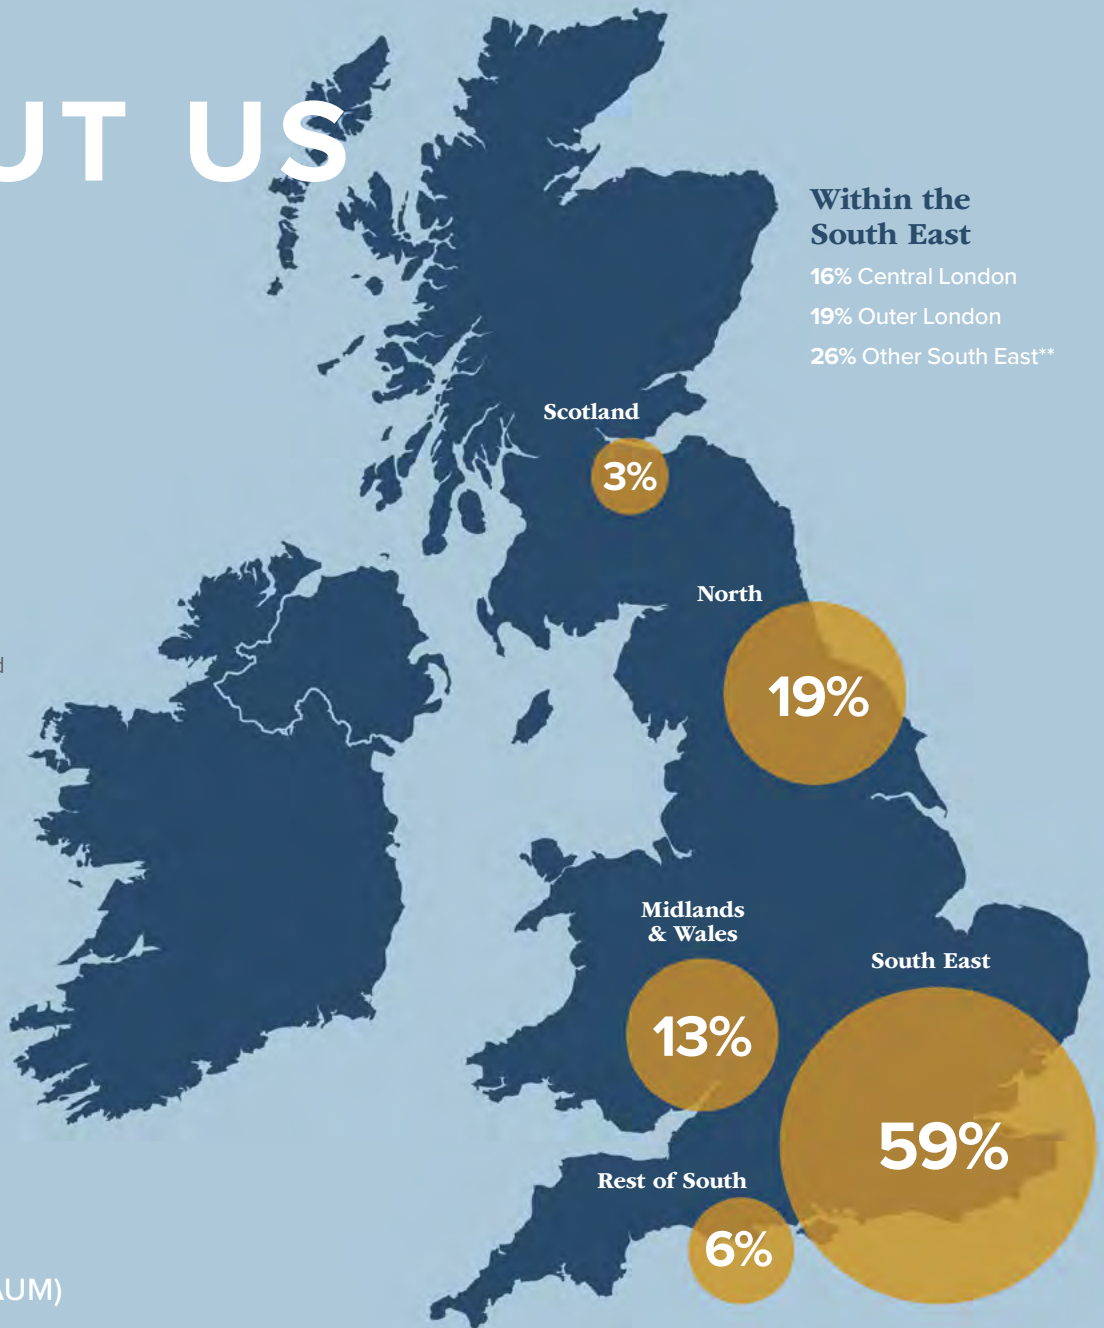 UT US
Within the
South East
16% Central London
19% Outer London
26% Other South East**
Scotland
3%
North
19%
Midlands
& Wales
13%
South East
59%
Rest of South
6%
AUM)